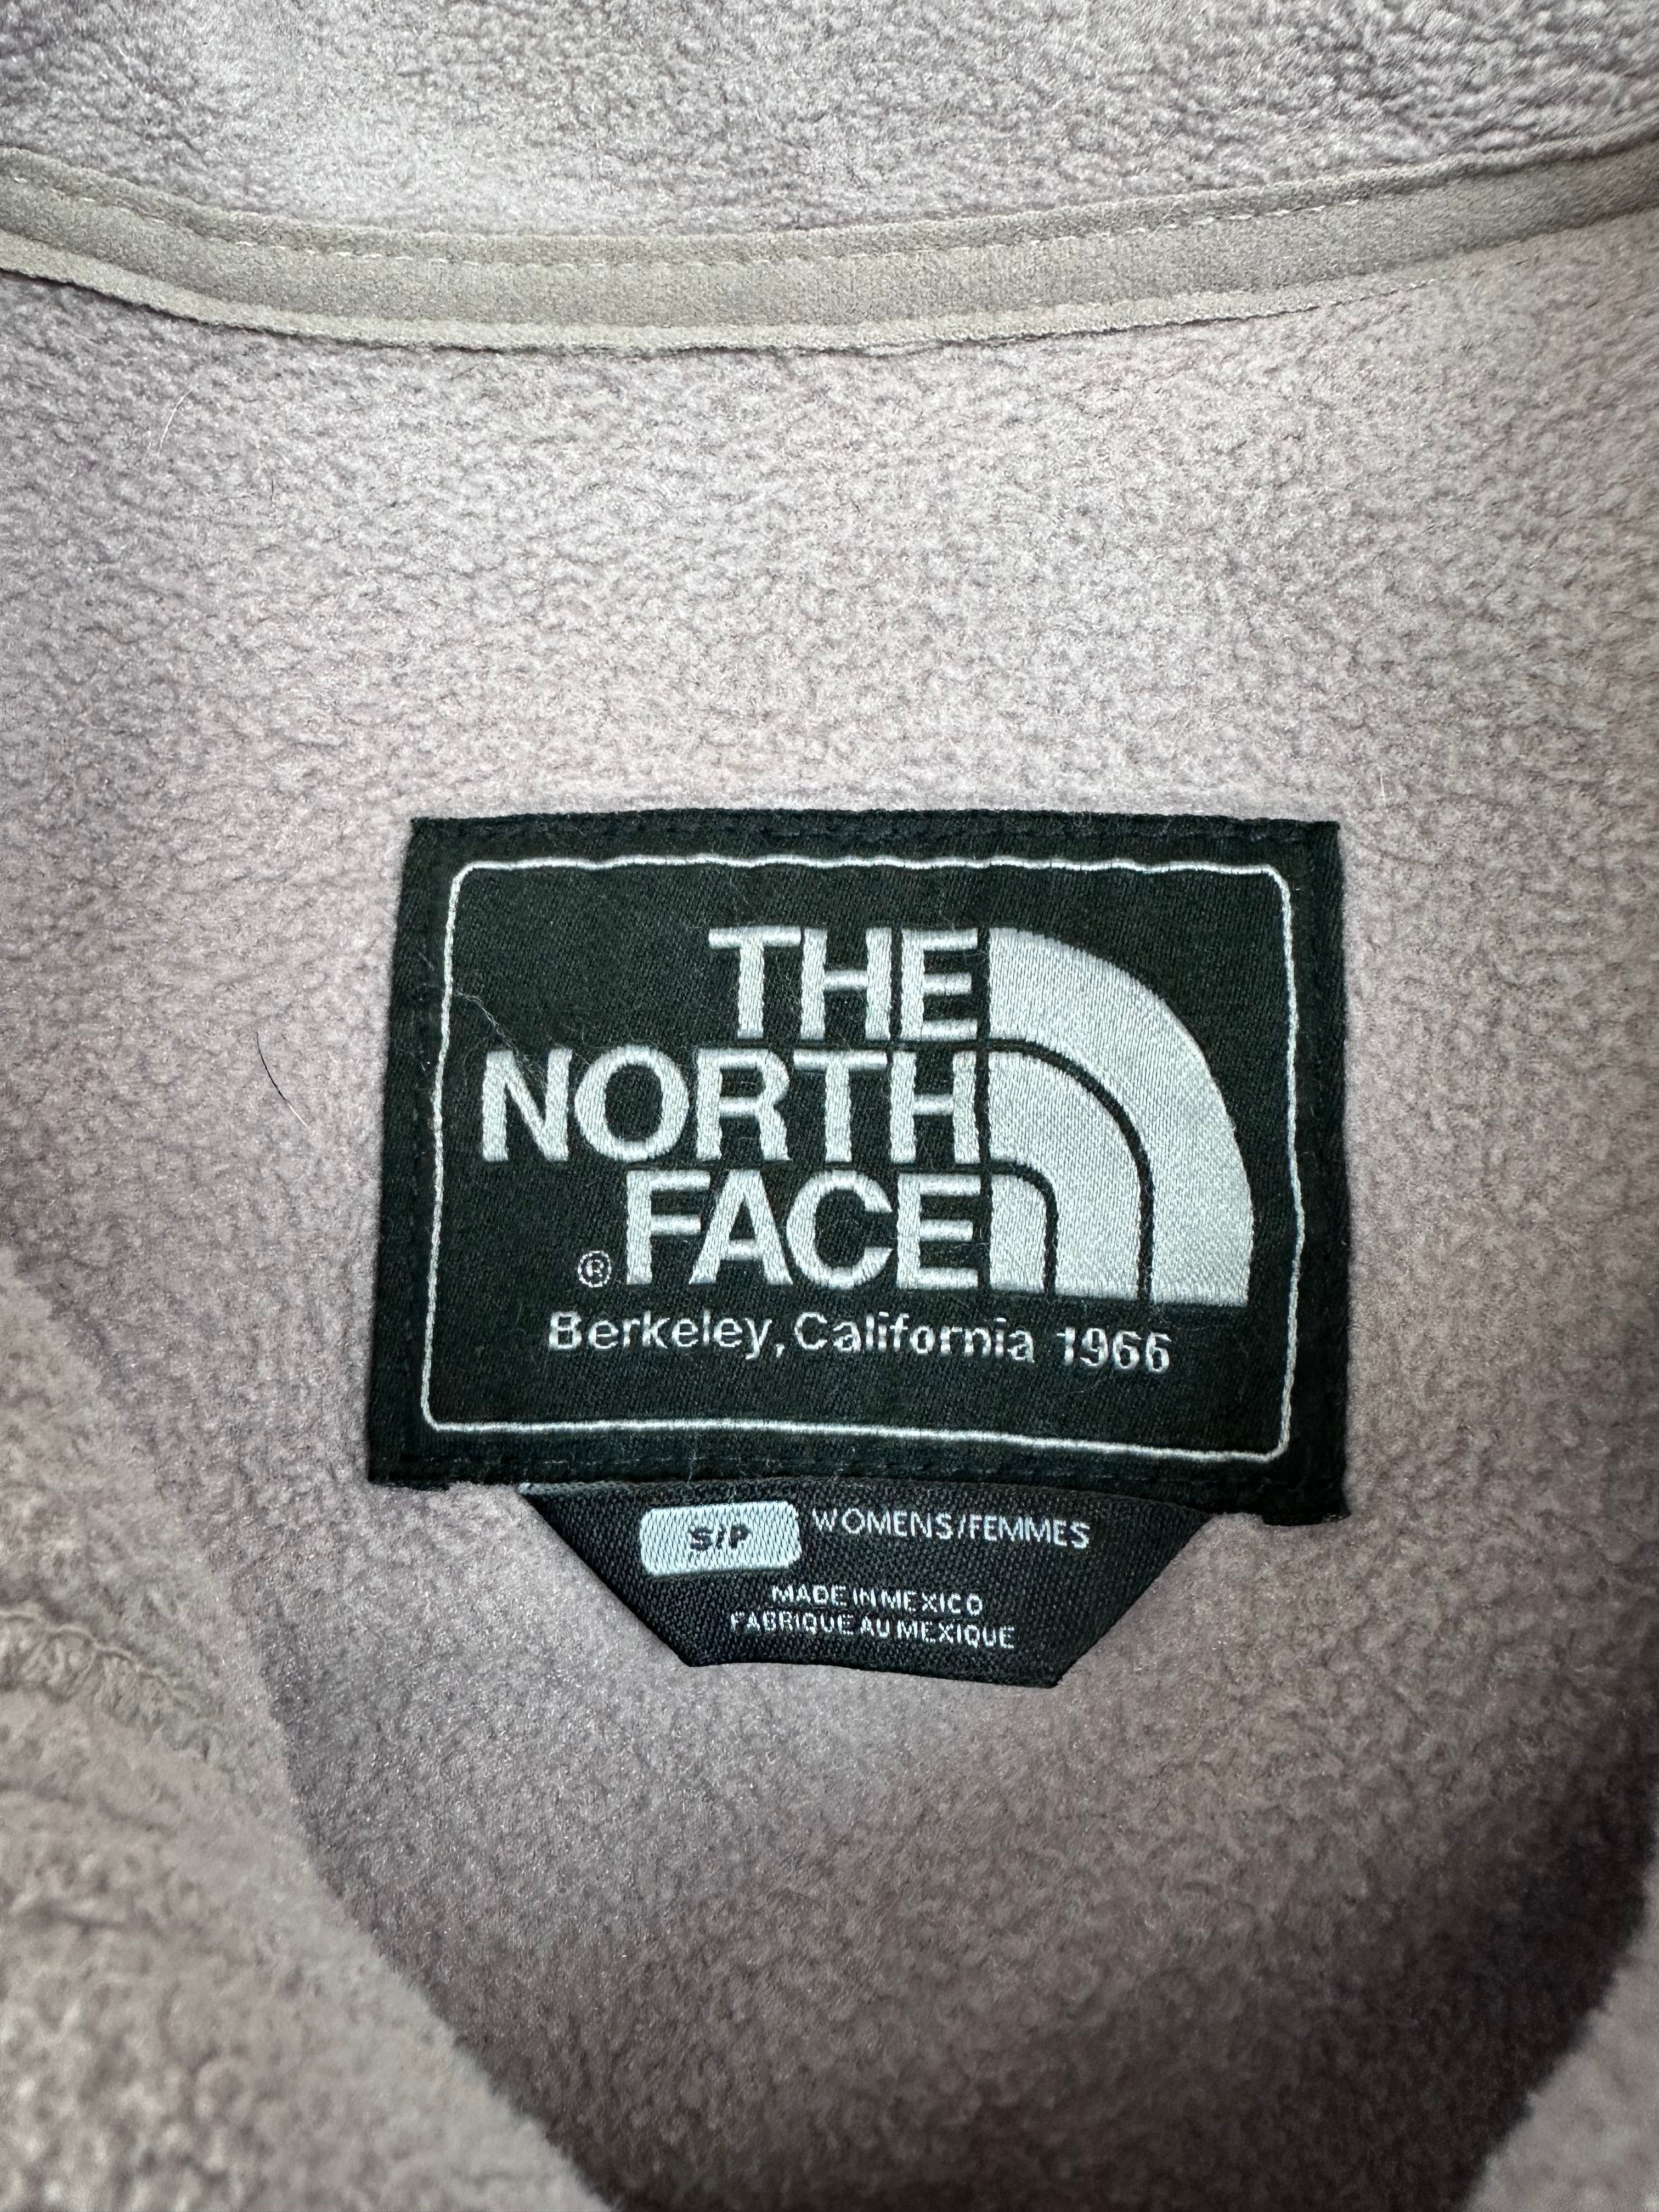 THE
NORTH
® FACE
Berkeley, California 1966
S/P WOMENS/FEMMES
MADE IN MEXICO
FABRIQUE AU MEXIQUE